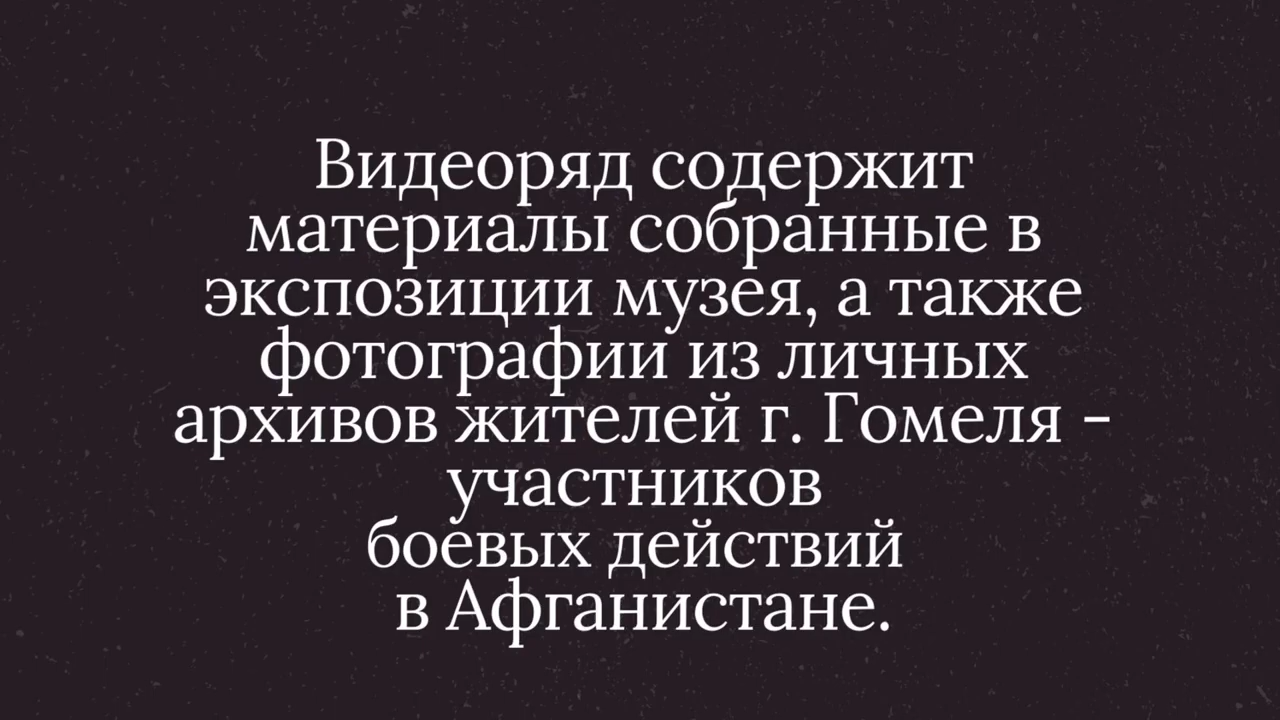 Видеоряд содержит
материалы собранные в
экспозиции музея, а также
фотографии из личных
архивов жителей г. Гомеля -
участников
боевых действий
в Афганистане.